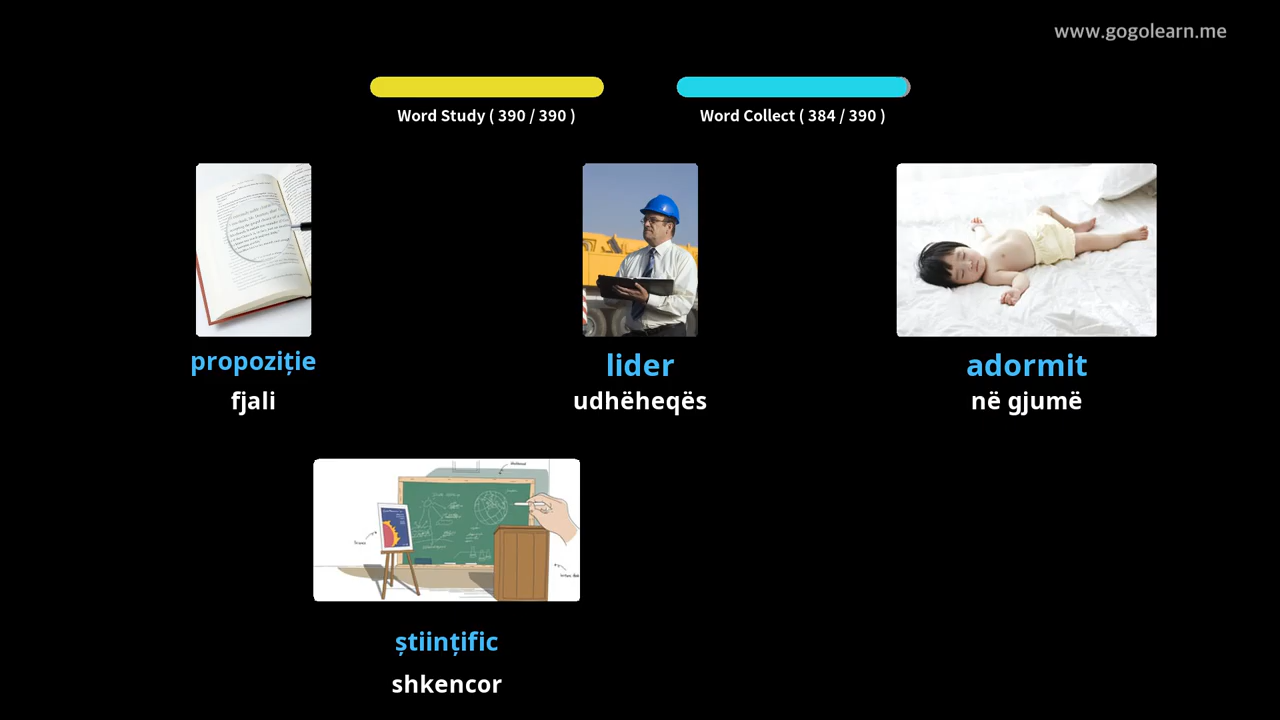 www.gogolearn.me
Word Study ( 390 / 390 )
Word Collect ( 384 / 390 )
propoziție
lider
adormit
fjali
udhëheqës
në gjumë
științific
shkencor